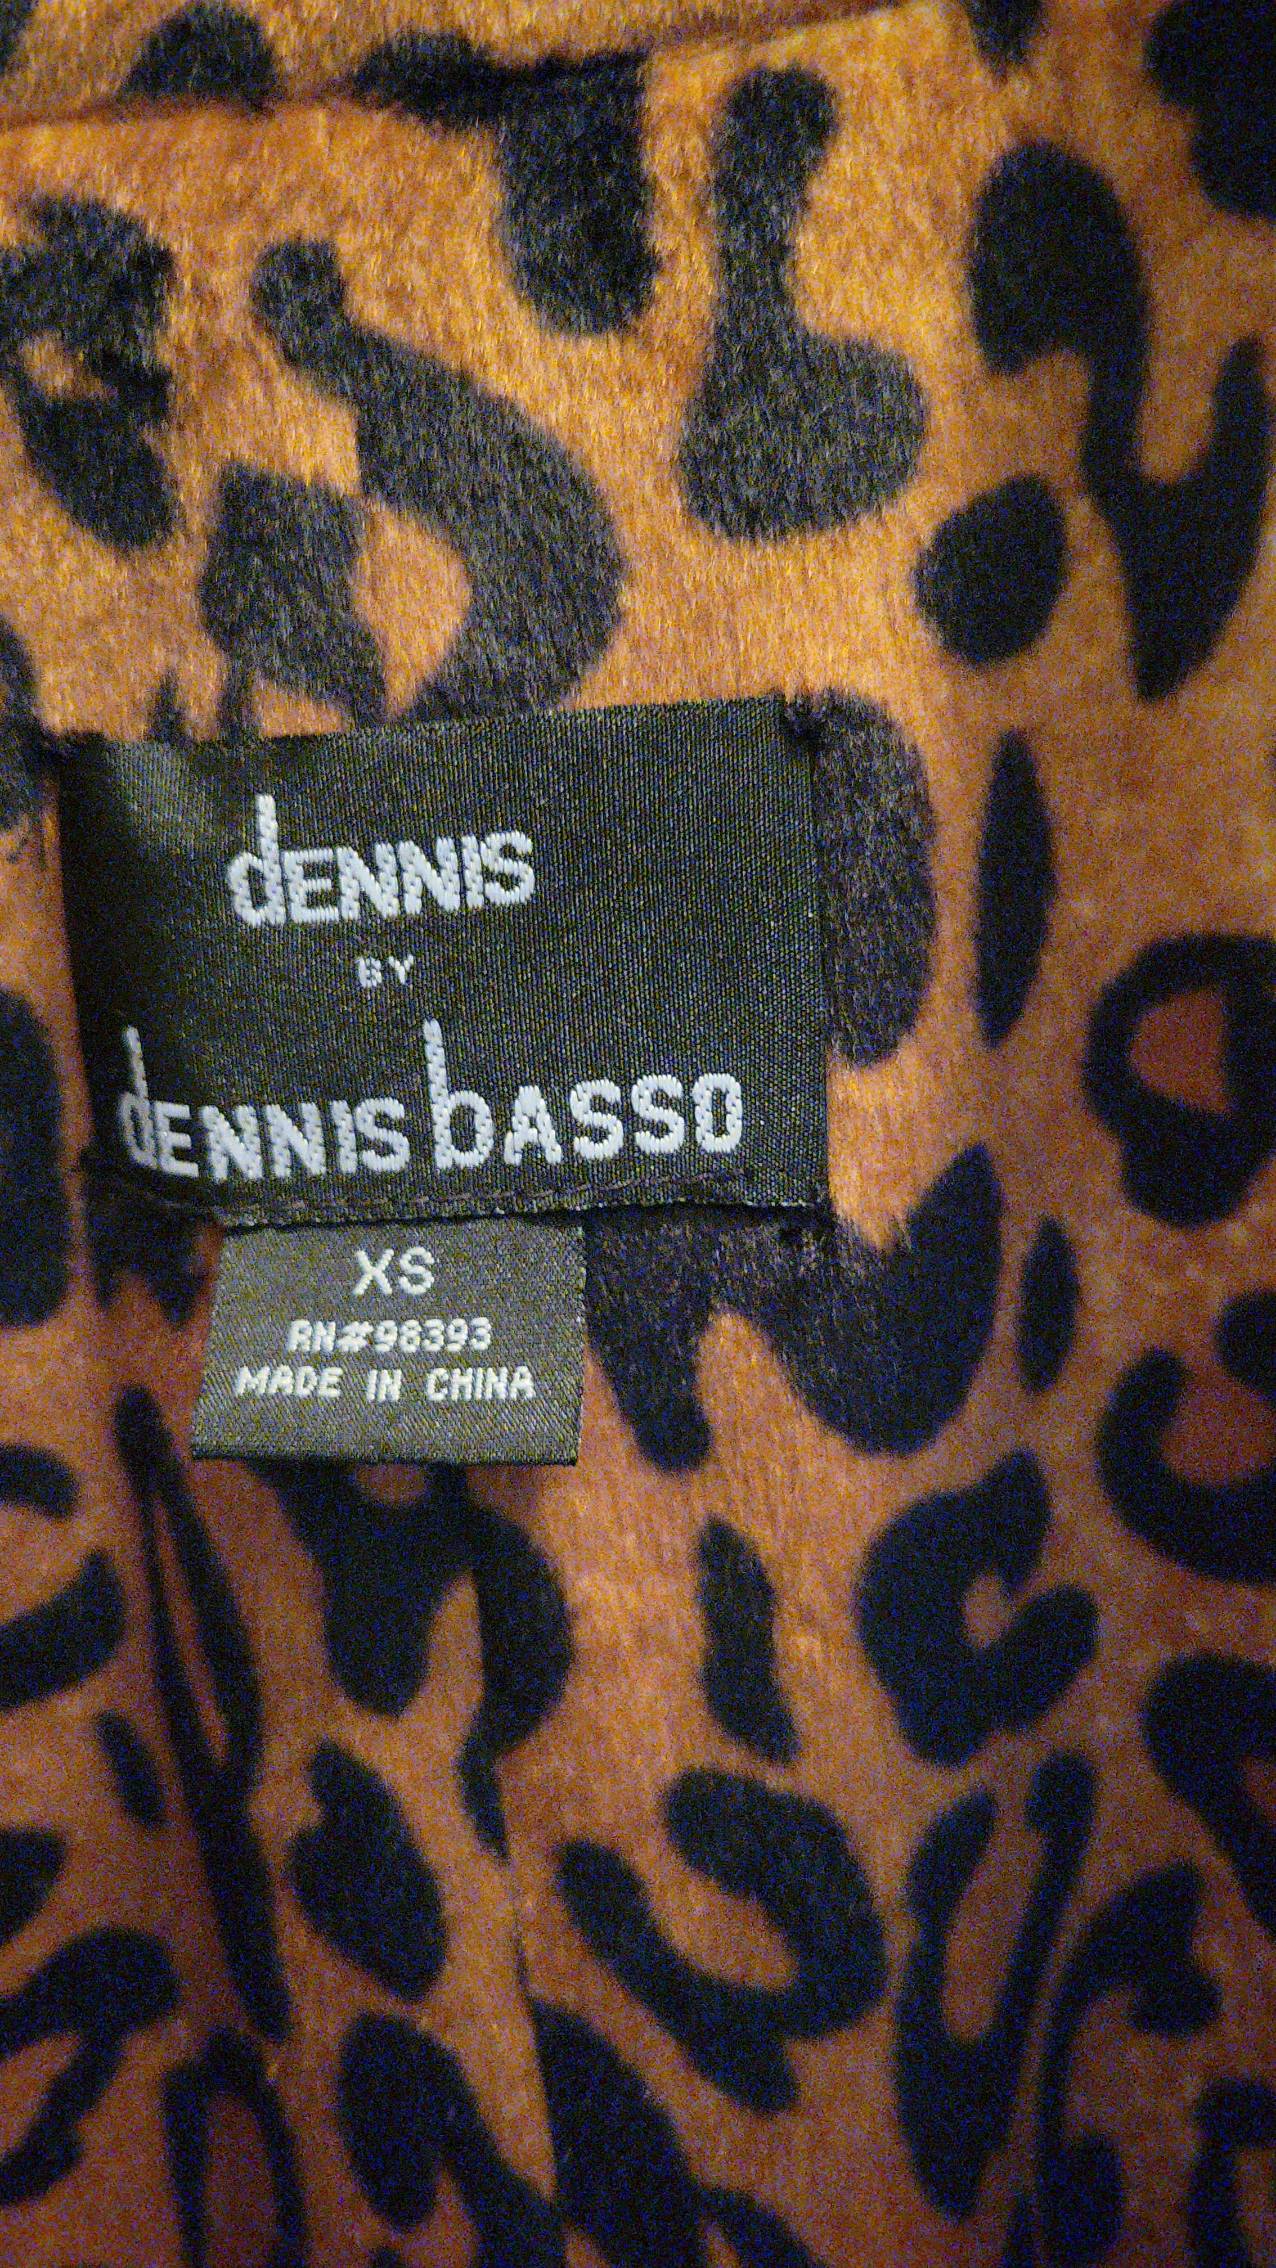 dENNIS
BY
dENNIS bASSO
XS
RN#98393
MADE IN CHINA